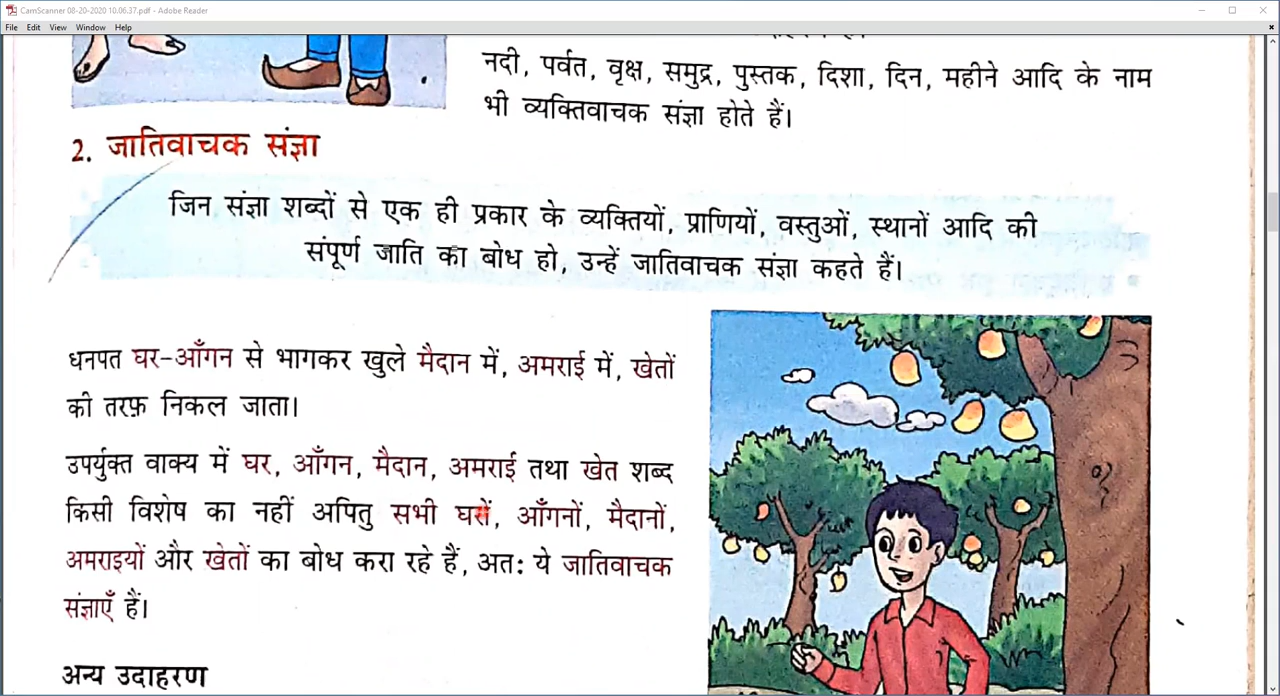 CamScanner 08-20-2020 10.06.37.pdf - Adobe Reader
File Edit View Window Help
नदी, पर्वत, वृक्ष, समुद्र, पुस्तक, दिशा, दिन, महीने आदि के नाम
भी व्यक्तिवाचक संज्ञा होते हैं।
2. जातिवाचक संज्ञा
जिन संज्ञा शब्दों से एक ही प्रकार के व्यक्तियों, प्राणियों, वस्तुओं, स्थानों आदि की
संपूर्ण जाति का बोध हो, उन्हें जातिवाचक संज्ञा कहते हैं।
धनपत घर-आँगन से भागकर खुले मैदान में, अमराई में, खेतों
की तरफ़ निकल जाता।
उपर्युक्त वाक्य में घर, आँगन, मैदान, अमराई तथा खेत शब्द
किसी विशेष का नहीं अपितु सभी घरों, आँगनों, मैदानों,
अमराइयों और खेतों का बोध करा रहे हैं, अत: ये जातिवाचक
संज्ञाएँ हैं।
अन्य उदाहरण